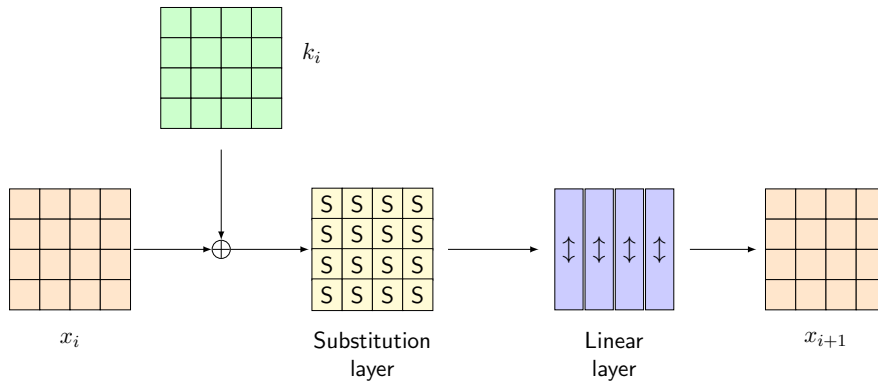 k_i
S S S S
S S S S
S S S S
S S S S
x_i
Substitution
layer
Linear
layer
x_{i+1}